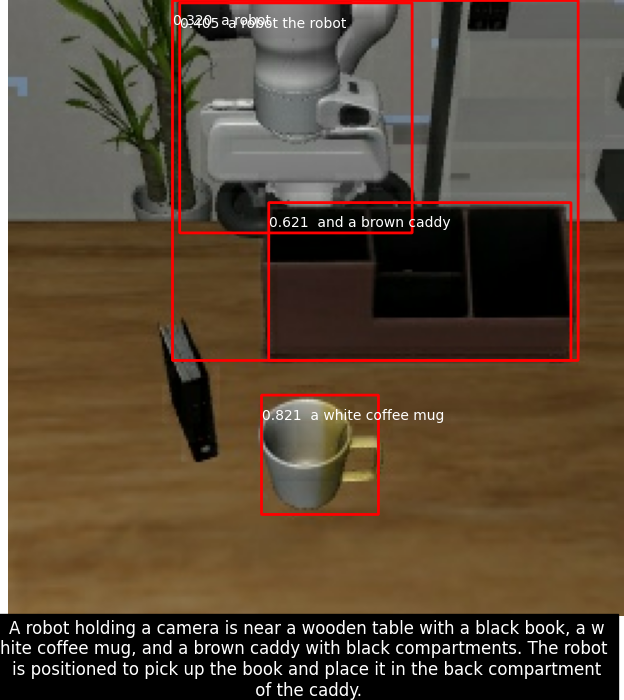 0.320 a robot
0.405 a robot the robot
0.621 and a brown caddy
0.821 a white coffee mug
A robot holding a camera is near a wooden table with a black book, a w
hite coffee mug, and a brown caddy with black compartments. The robot
is positioned to pick up the book and place it in the back compartment
of the caddy.